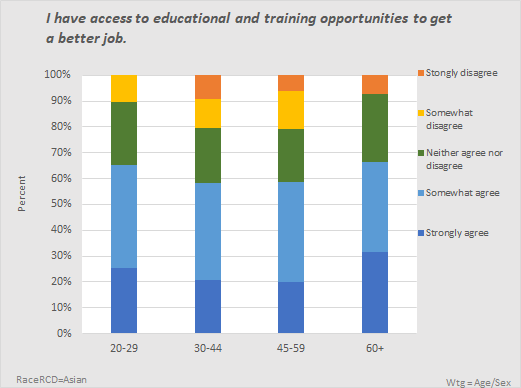 I have access to educational and training opportunities to get
a better job.
100%
90%
80%
70%
60%
50%
40%
30%
20%
10%
0%
Percent
20-29
30-44
45-59
60+
Stongly disagree
Somewhat
disagree
Neither agree nor
disagree
Somewhat agree
Strongly agree
RaceRCD=Asian
Wtg = Age/Sex